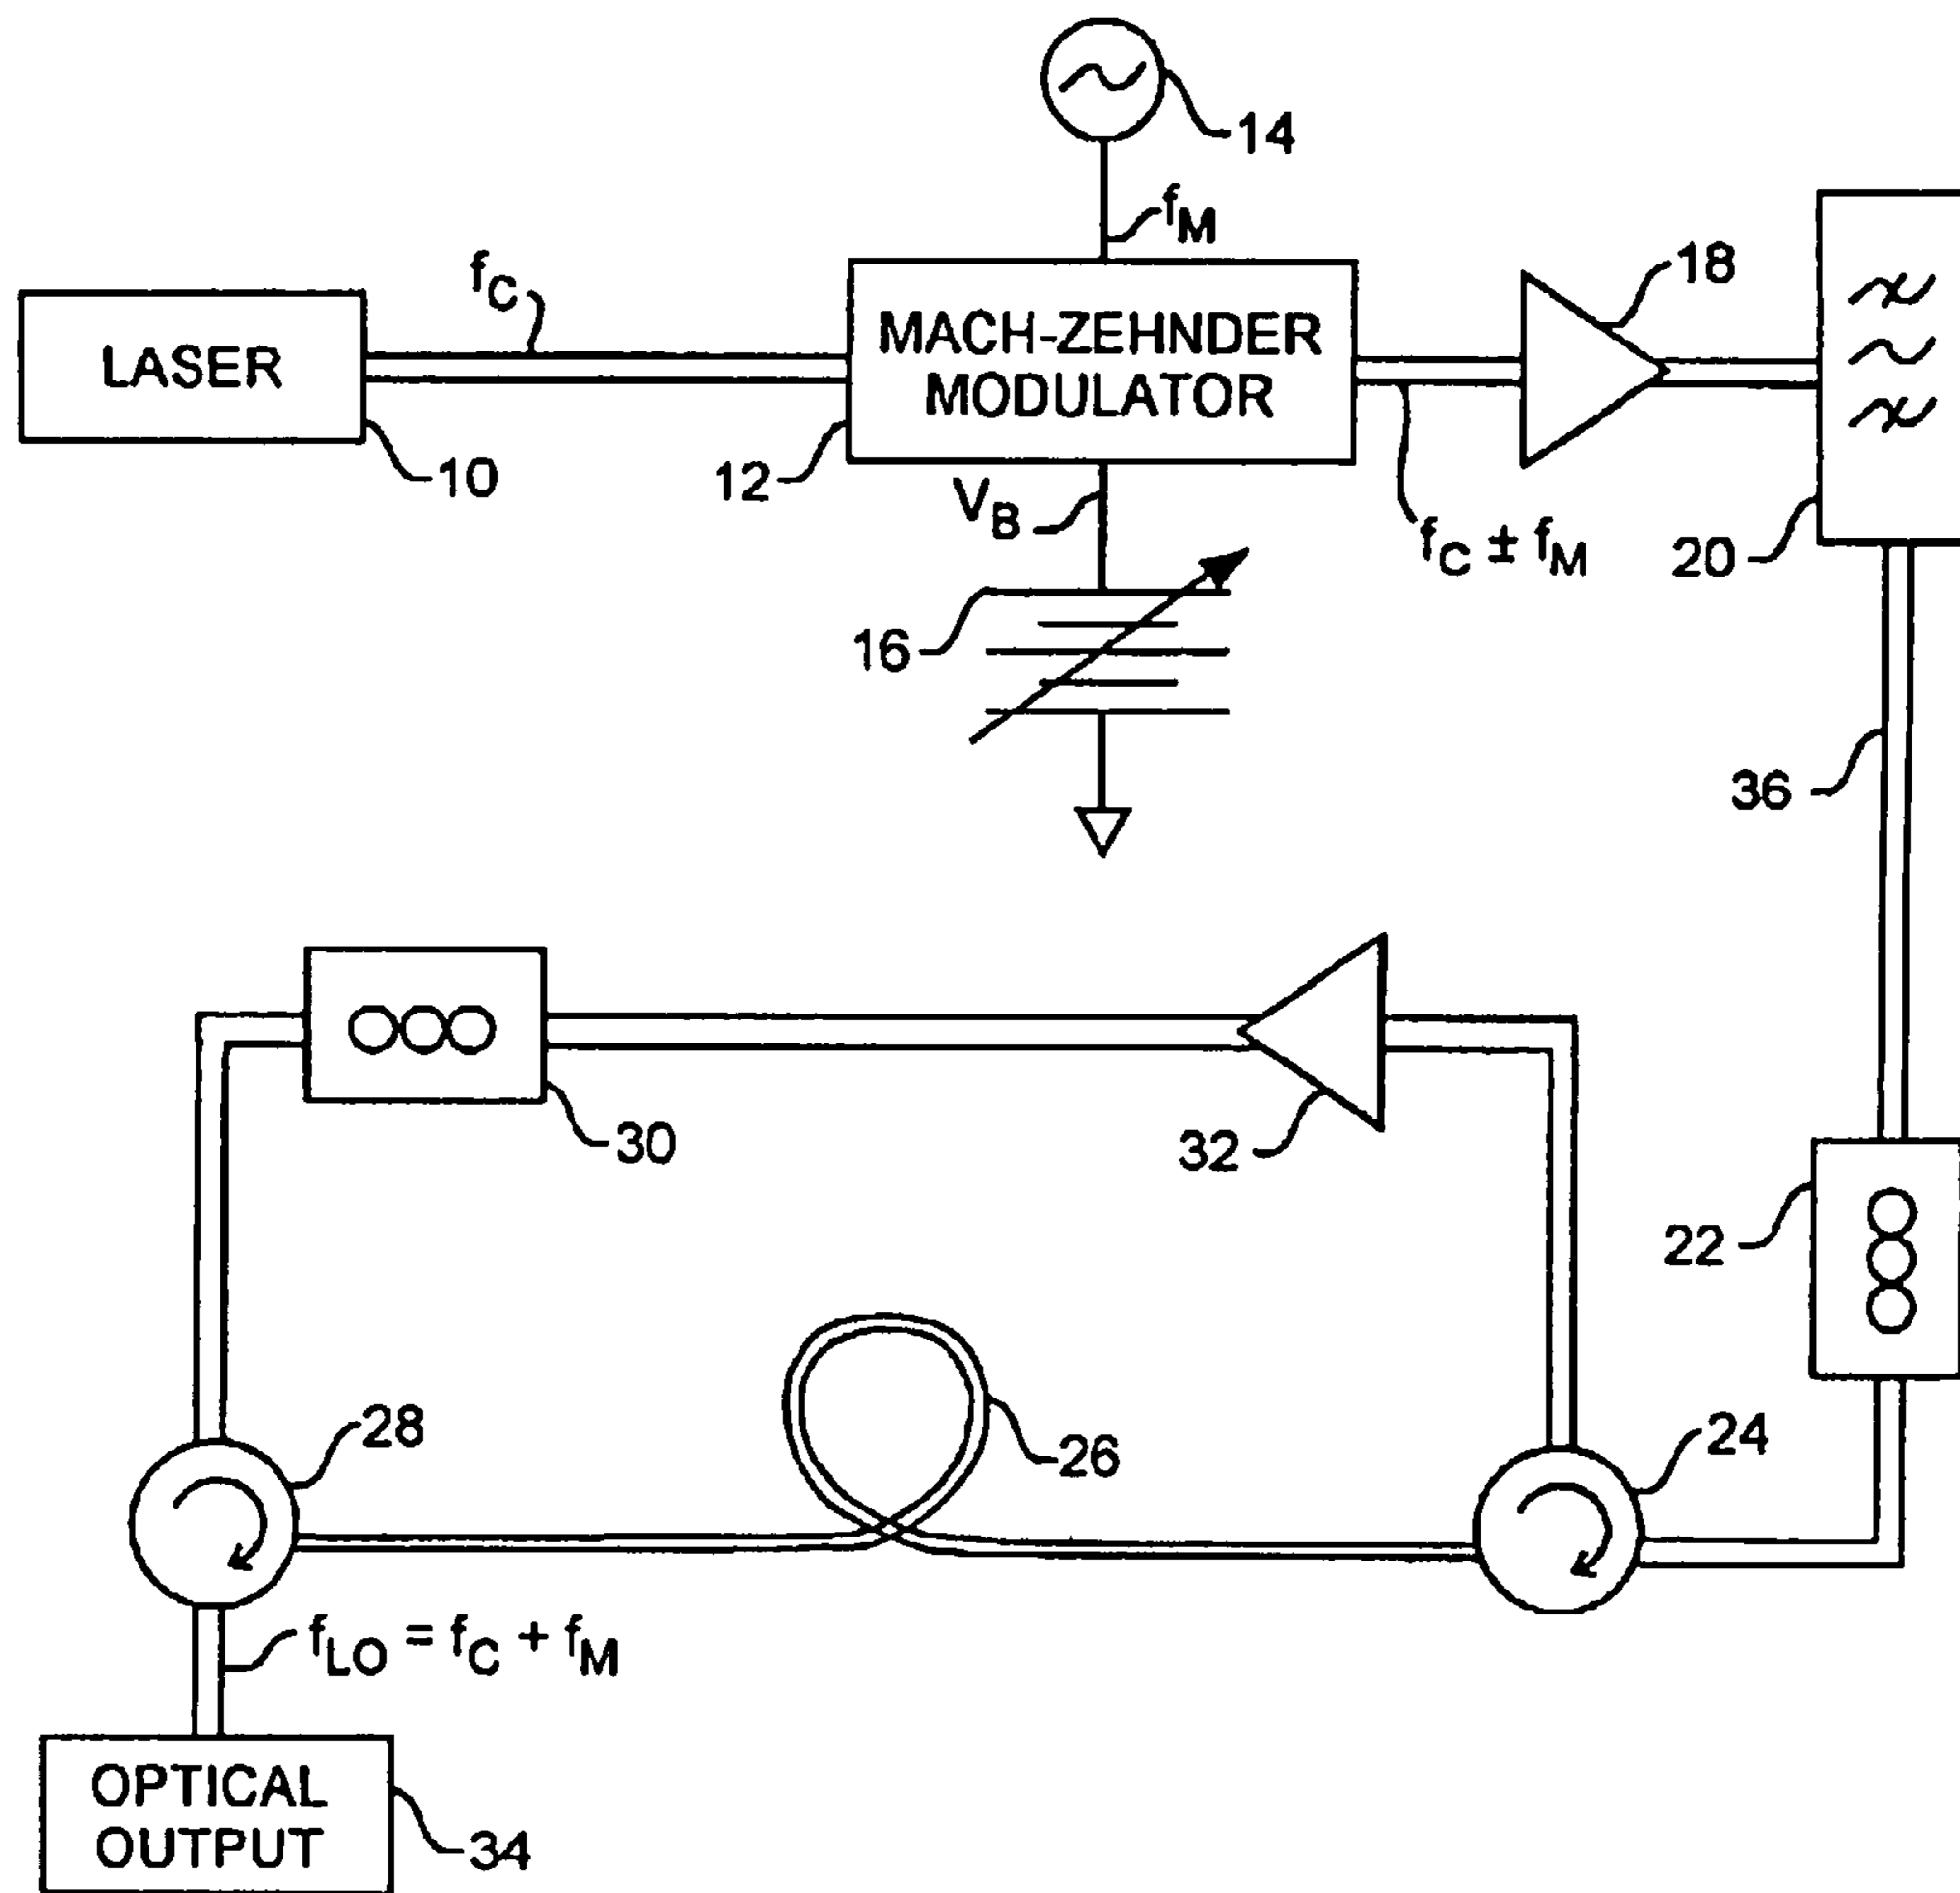 14
fM
18
fC
LASER
MACH-ZEHNDER
MODULATOR
10
12
VB
fC ± fM
20
16
36
30
32
22
28
24
26
fLO = fC + fM
OPTICAL
OUTPUT
34